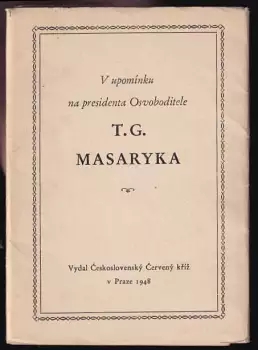 V upomínku
na presidenta Osvoboditele
T. G.
MASARYKA
Vydal Československý Červený kříž
v Praze 1948